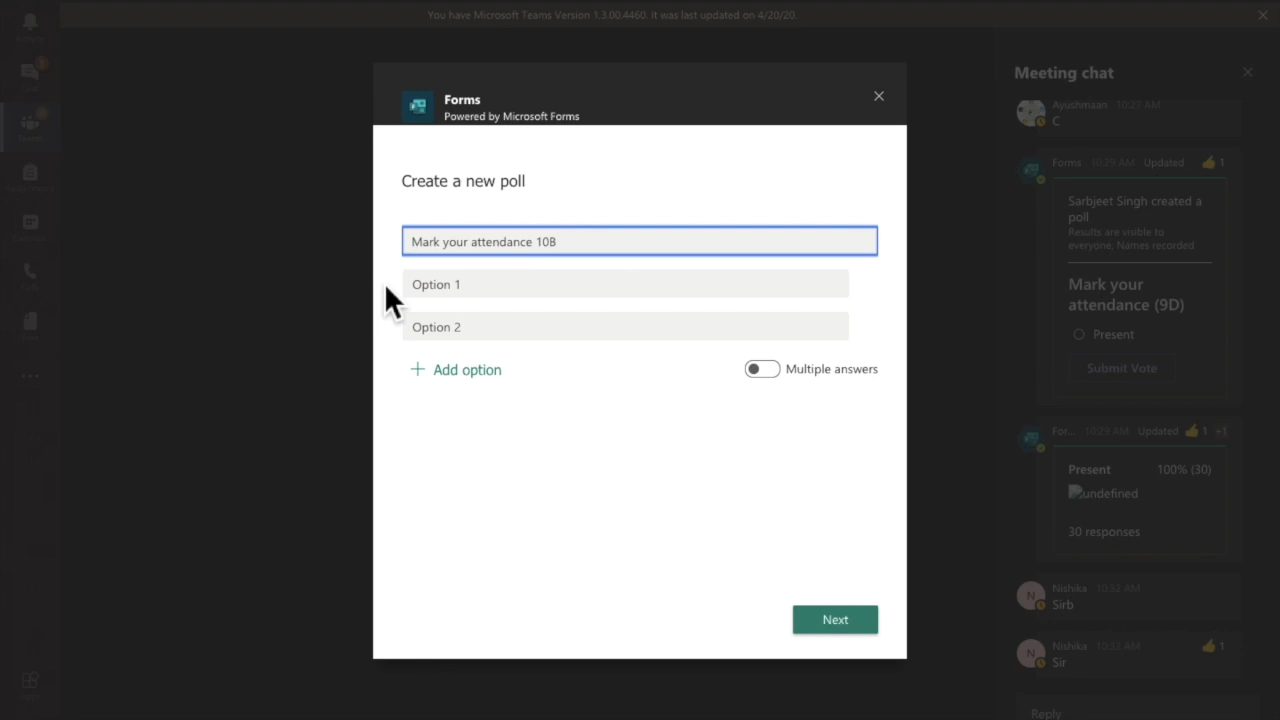 You have Microsoft Teams Version 1.3.00.4460. It was last updated on 4/20/20.
Forms
Powered by Microsoft Forms
Create a new poll
Mark your attendance 10B
Option 1
Option 2
Add option
Multiple answers
Next
Meeting chat
Ayushmaan 10:27 AM
C
Forms 10:29 AM Updated 1
Sarbjeet Singh created a
poll
Results are visible to
everyone, Names recorded
Mark your
attendance (9D)
Present
Submit Vote
For... 10:29 AM Updated 1 +1
Present 100% (30)
undefined
30 responses
N
Nishika 10:32 AM
Sirb
N
Nishika 10:32 AM 1
Sir
Reply